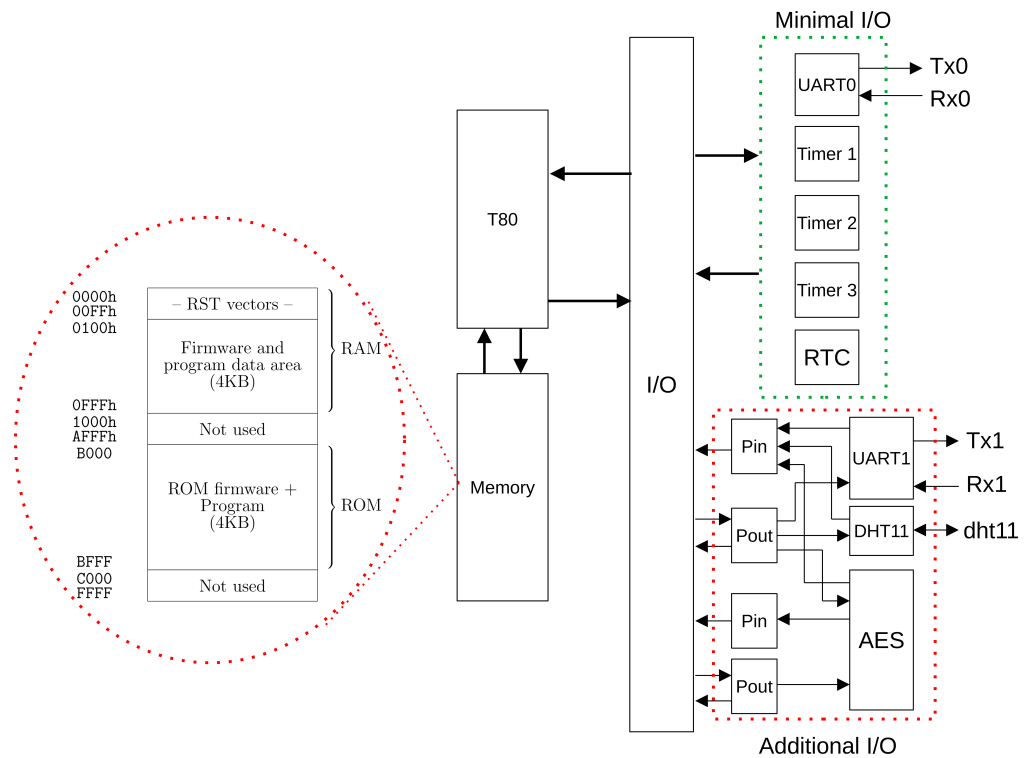 Minimal I/O
UART0
Tx0
Rx0
Timer 1
Timer 2
Timer 3
RTC
T80
I/O
Memory
0000h
00FFh
0100h
0FFFh
1000h
AFFFh
B000
BFFF
C000
FFFF
– RST vectors –
Firmware and
program data area
(4KB)
Not used
ROM firmware +
Program
(4KB)
Not used
RAM
ROM
Pin
Pout
Pin
Pout
UART1
DHT11
AES
Tx1
Rx1
dht11
Additional I/O